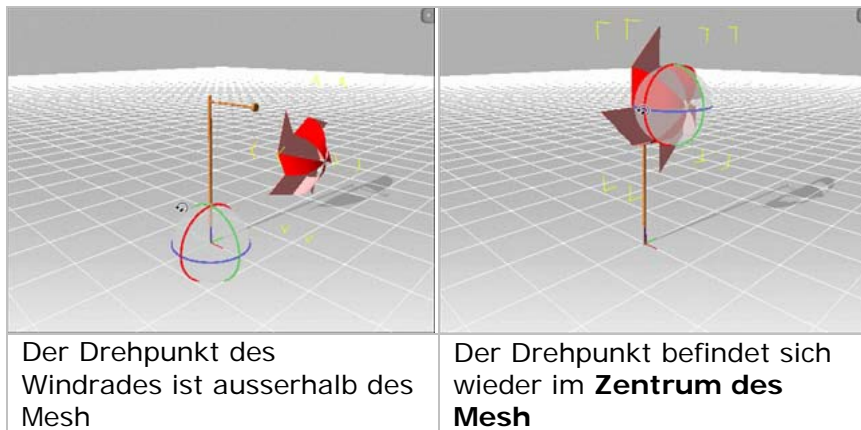 Der Drehpunkt des
Windrades ist ausserhalb des
Mesh
Der Drehpunkt befindet sich
wieder im Zentrum des
Mesh